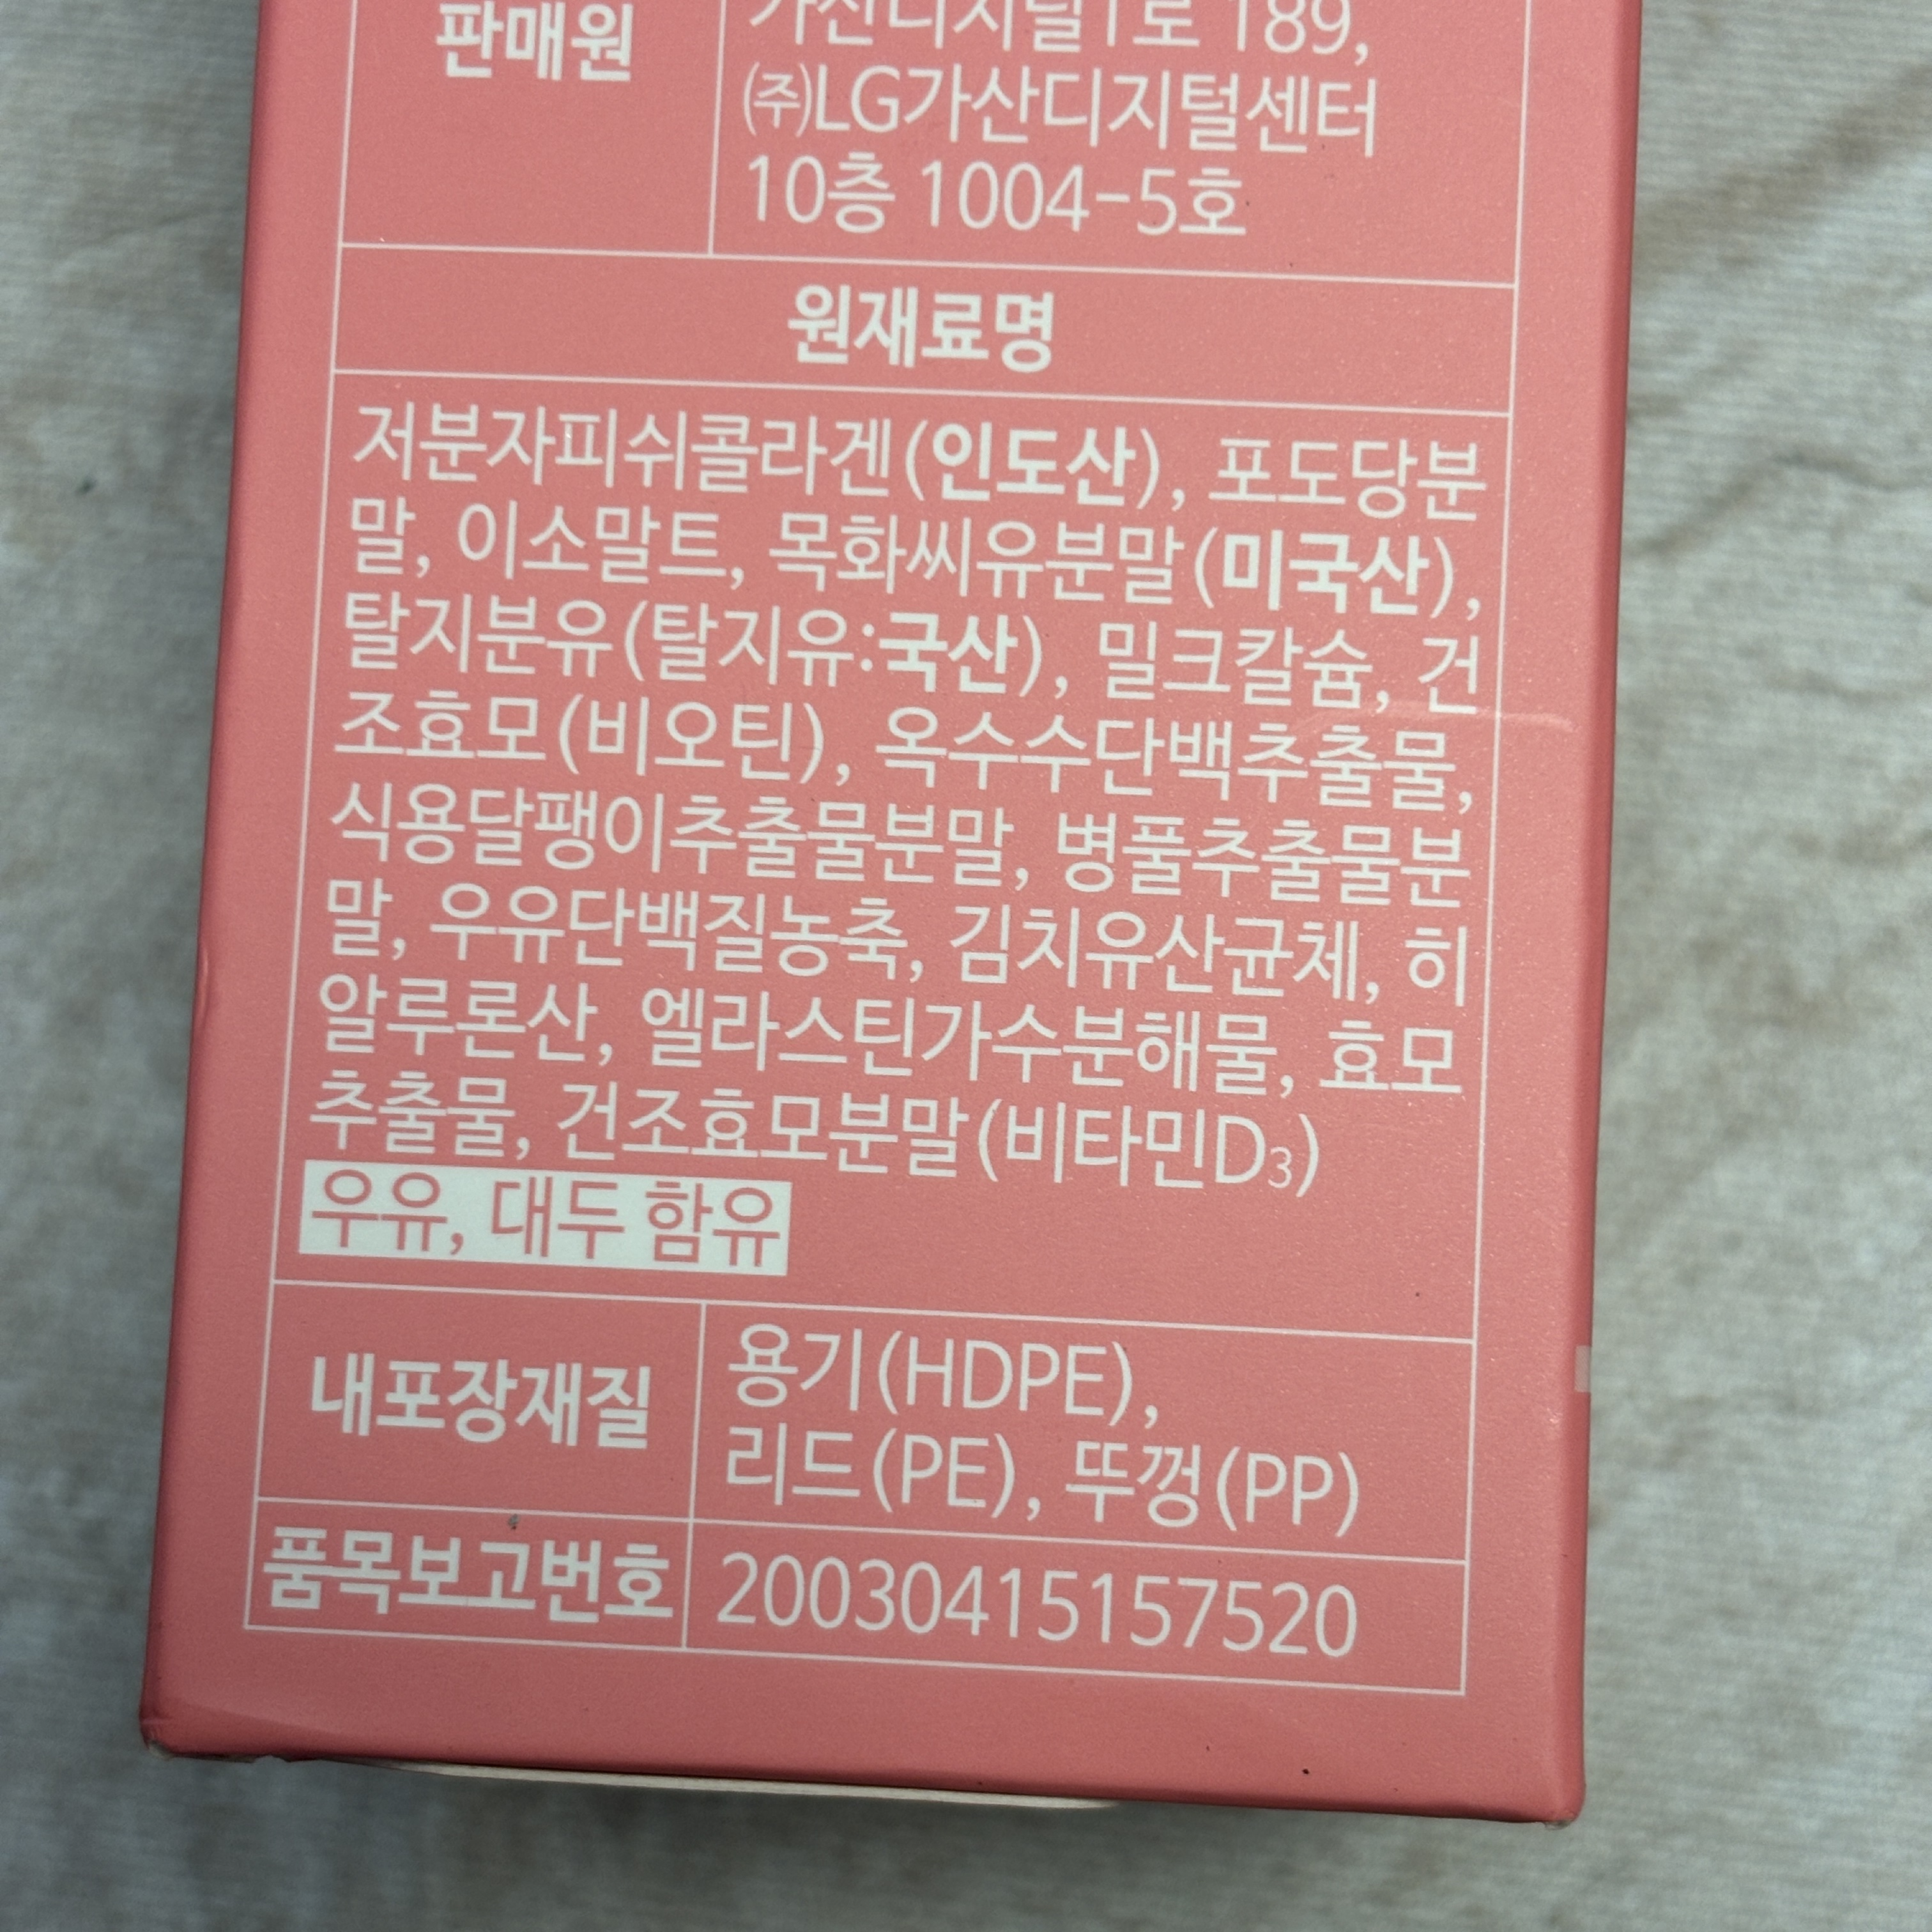 판매원
가산디지털1로 189,
㈜LG가산디지털센터
10층 1004-5호
원재료명
저분자피쉬콜라겐(인도산), 포도당분
말, 이소말트, 목화씨유분말(미국산),
탈지분유(탈지유:국산), 밀크칼슘, 건
조효모(비오틴), 옥수수단백추출물,
식용달팽이추출물분말, 병풀추출물분
말, 우유단백질농축, 김치유산균체, 히
알루론산, 엘라스틴가수분해물, 효모
추출물, 건조효모분말(비타민D₃)
우유, 대두 함유
내포장재질
용기(HDPE),
리드(PE), 뚜껑(PP)
품목보고번호
20030415157520